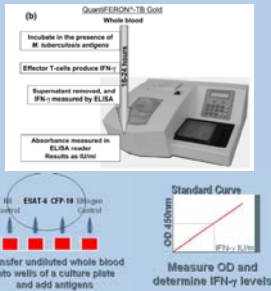 QuantiFERON®-TB Gold
(b)
Whole blood
Incubate in the presence of
M. tuberculosis antigens
16-24 hours
Effector T-cells produce IFN-γ
Supernatant removed, and
IFN-γ measured by ELISA
Absorbance measured in
ELISA reader
Results as IU/ml
ESAT-6 CFP-10
Control
nsfer undiluted whole blood
nto wells of a culture plate
and add antigens
Standard Curve
OD 450nm
IFN-γ IU/ml
Measure OD and
determine IFN-γ levels